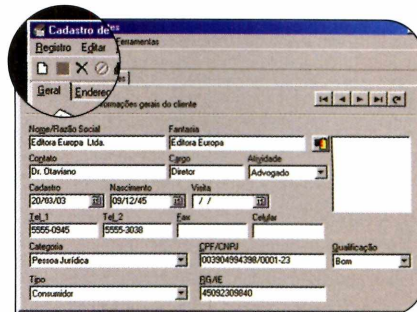 Cadastro de
Registro Editar Ferramentas
Geral Endereç
ormações gerais do cliente
Nome/Razão Social Fantasia
Editora Europa Ltda. Editora Europa
Contato Cargo Atividade
Dr. Otaviano Diretor Advogado
Cadastro Nascimento Visita
20/03/03 09/12/45 / /
Tel_1 Tel_2 Fax Celular
5555-0945 5555-3038
Categoria CPF/CNPJ Qualificação
Pessoa Jurídica 003904994398/0001-23 Bom
Tipo RG/IE
Consumidor 45092309840